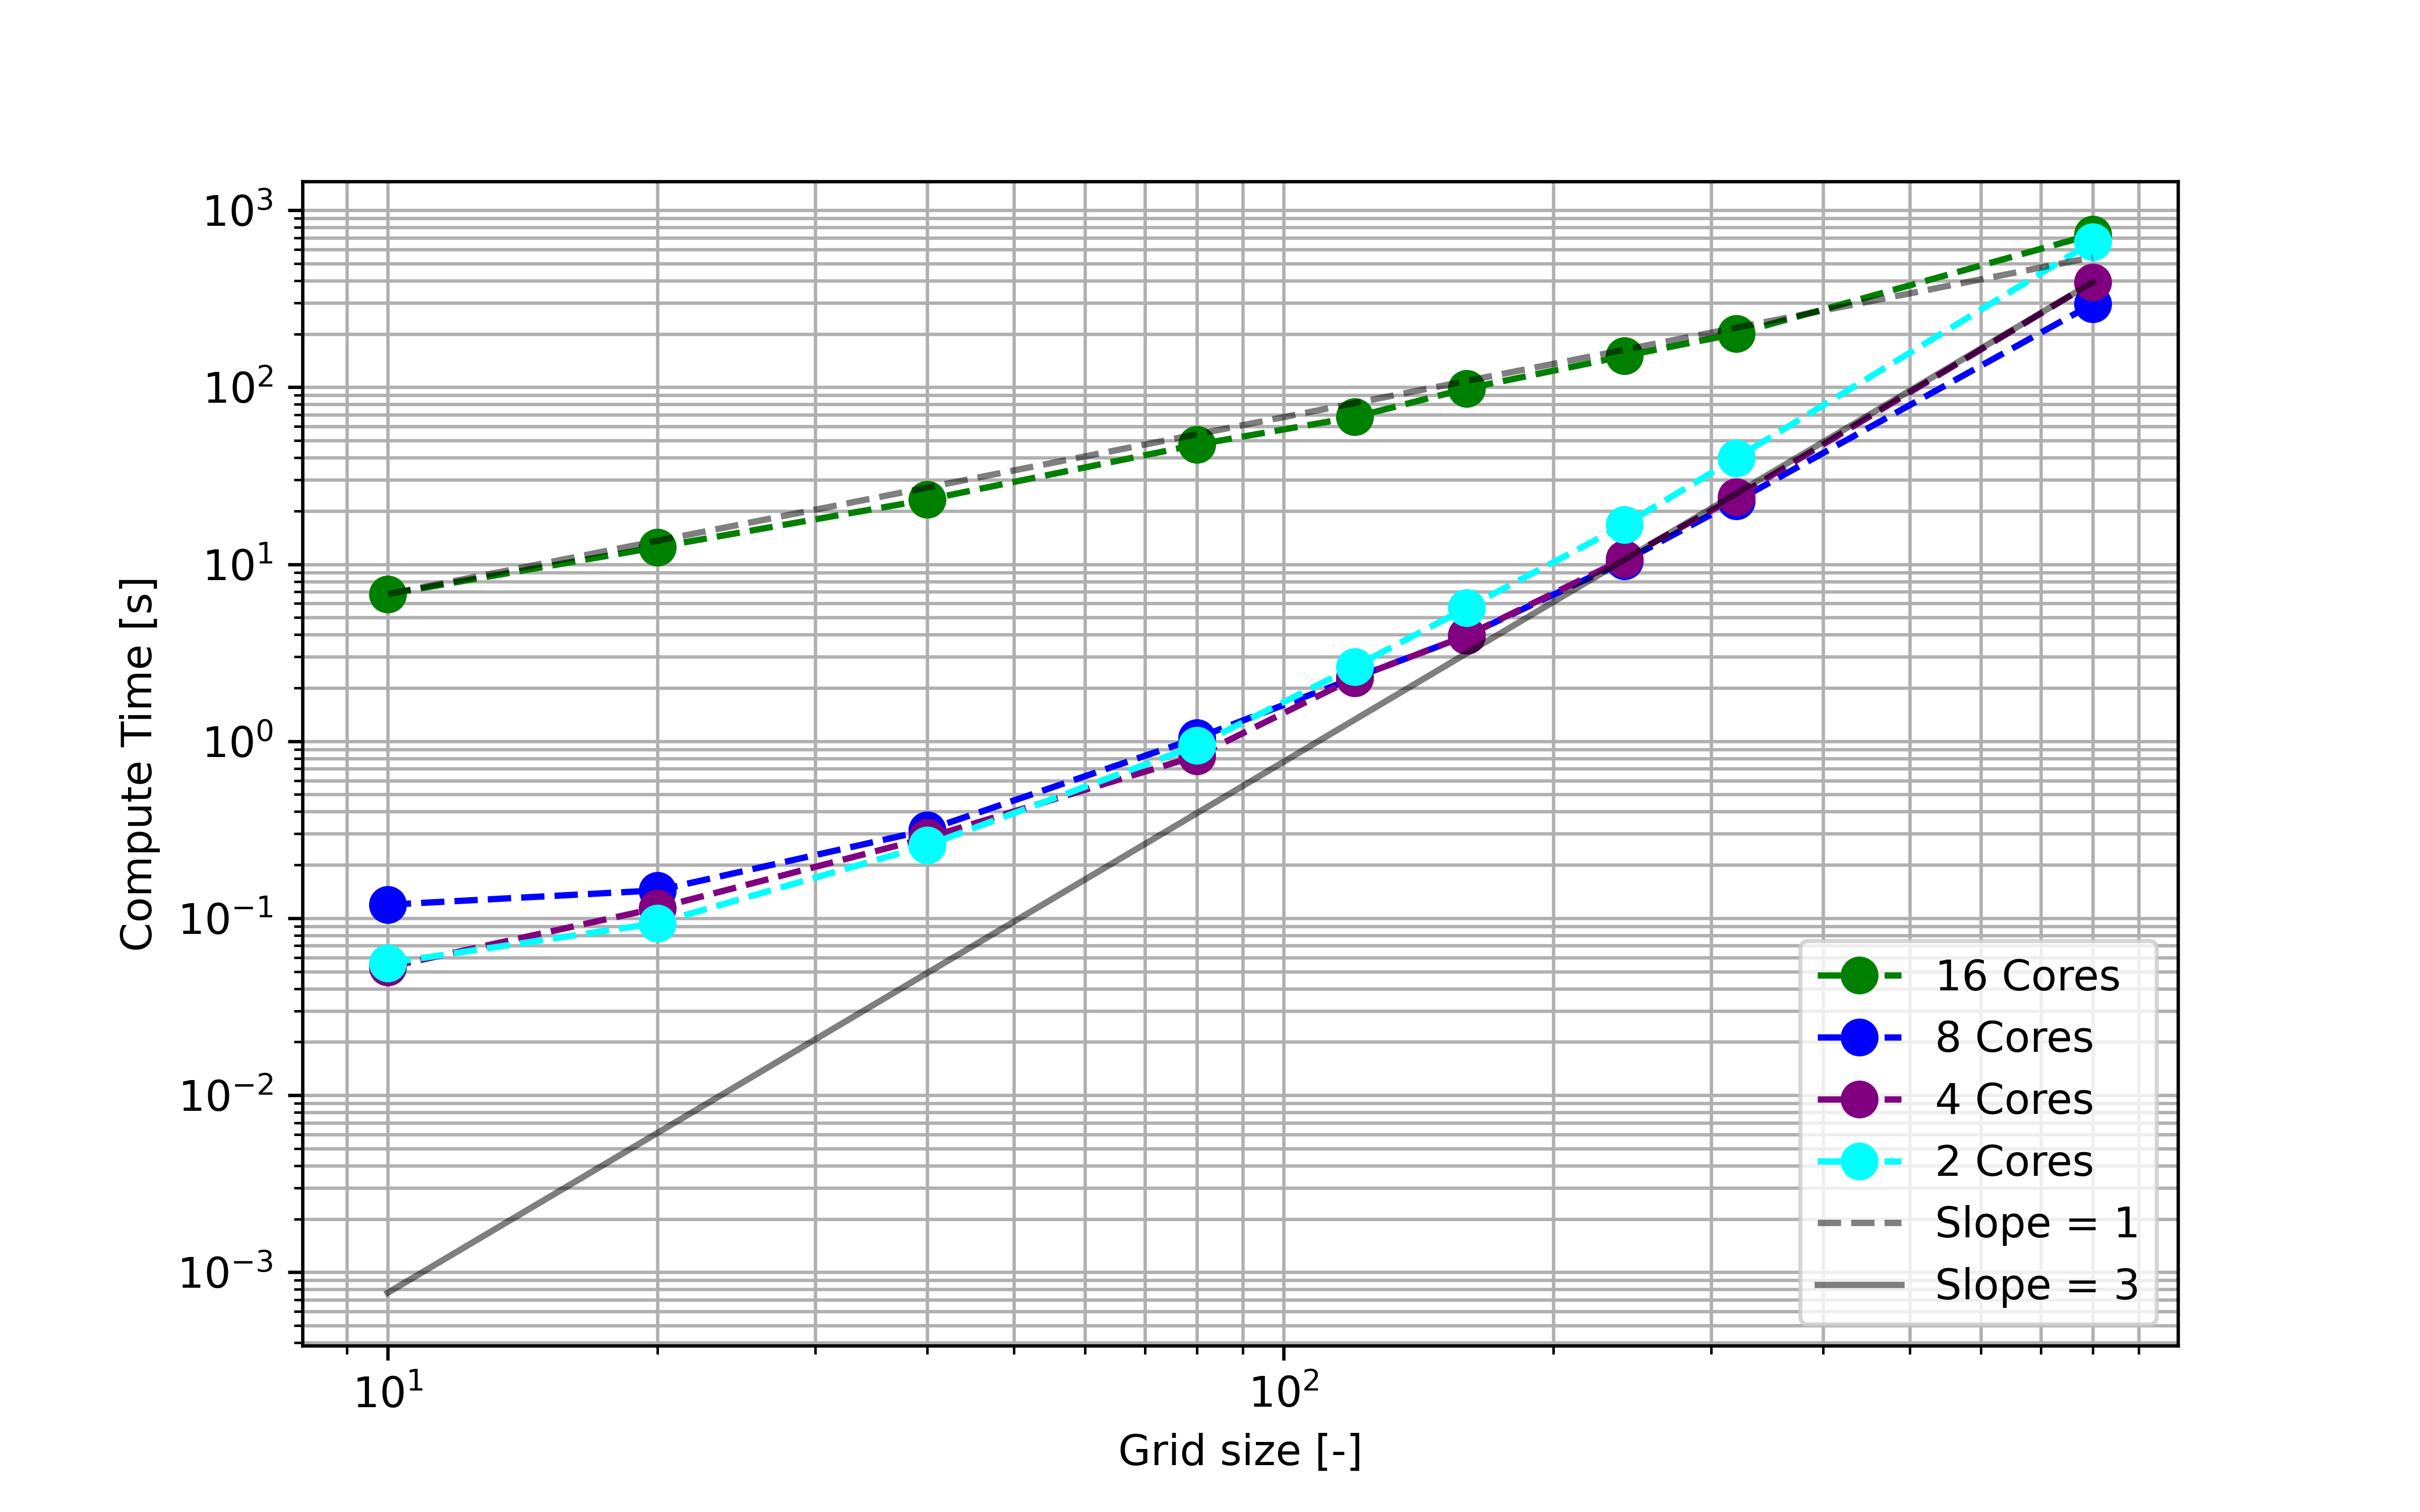 10³
10²
10¹
10⁰
10⁻¹
10⁻²
10⁻³
Compute Time [s]
10¹
10²
Grid size [-]
16 Cores
8 Cores
4 Cores
2 Cores
Slope = 1
Slope = 3